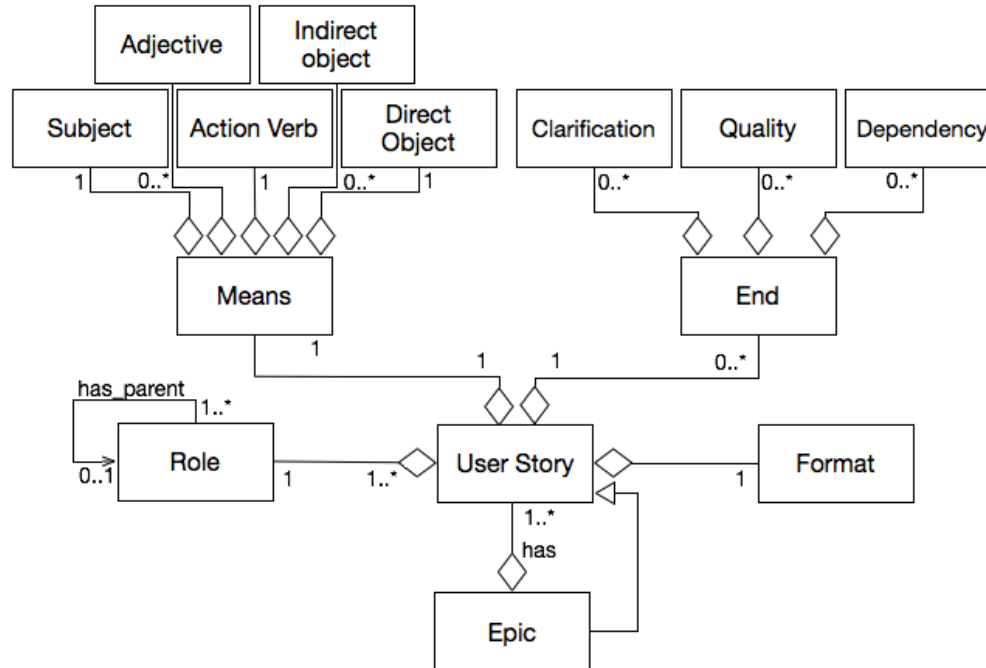 Adjective
Indirect
object
Subject
Action Verb
Direct
Object
Clarification
Quality
Dependency
1
0..*
1
0..*
1
0..*
0..*
0..*
Means
End
1
1
1
0..*
has_parent
1..*
0..1
Role
1
1..*
User Story
1
Format
1..*
has
Epic